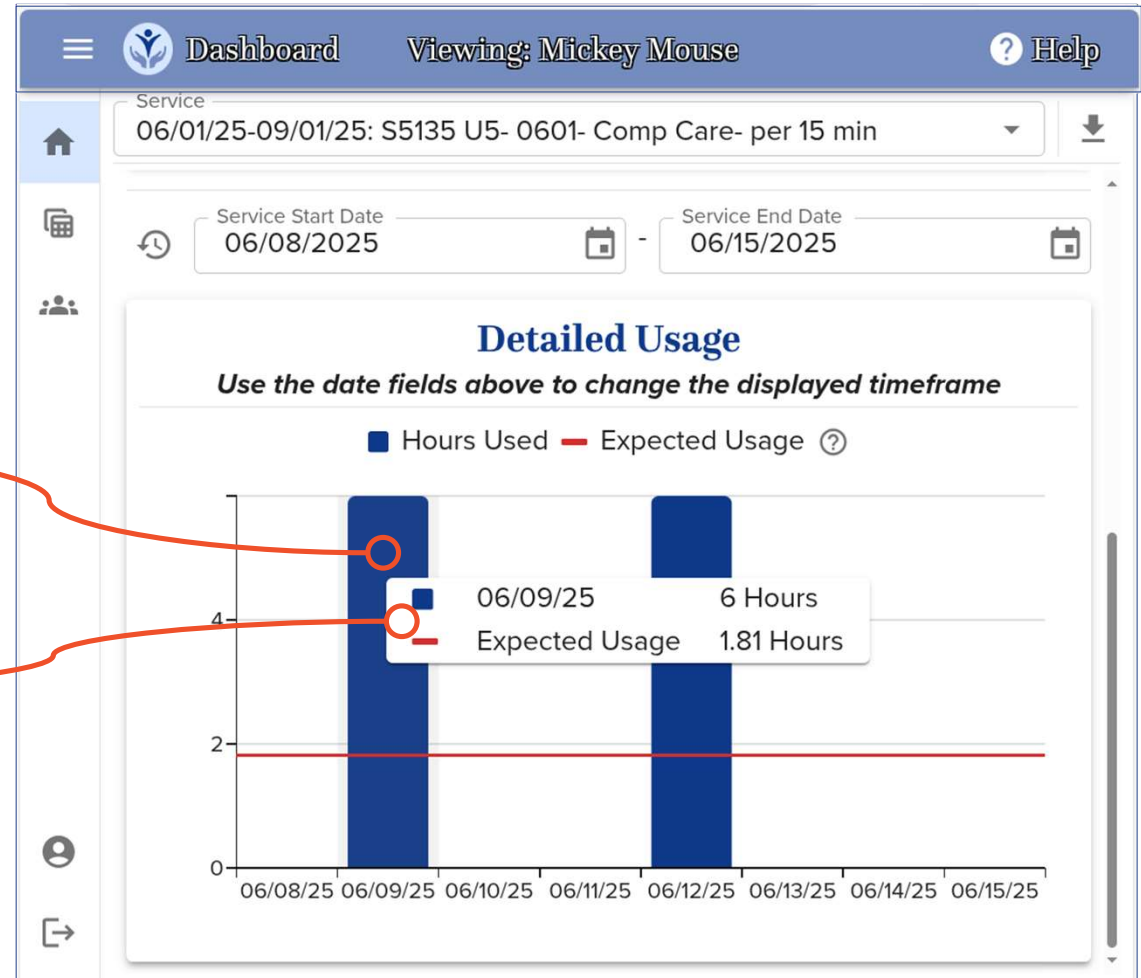 Dashboard Viewing: Mickey Mouse ? Help
Service
06/01/25-09/01/25: S5135 U5- 0601- Comp Care- per 15 min
Service Start Date
06/08/2025
-
Service End Date
06/15/2025
Detailed Usage
Use the date fields above to change the displayed timeframe
Hours Used Expected Usage ?
06/09/25 6 Hours
Expected Usage 1.81 Hours
4
2
0
06/08/25 06/09/25 06/10/25 06/11/25 06/12/25 06/13/25 06/14/25 06/15/25